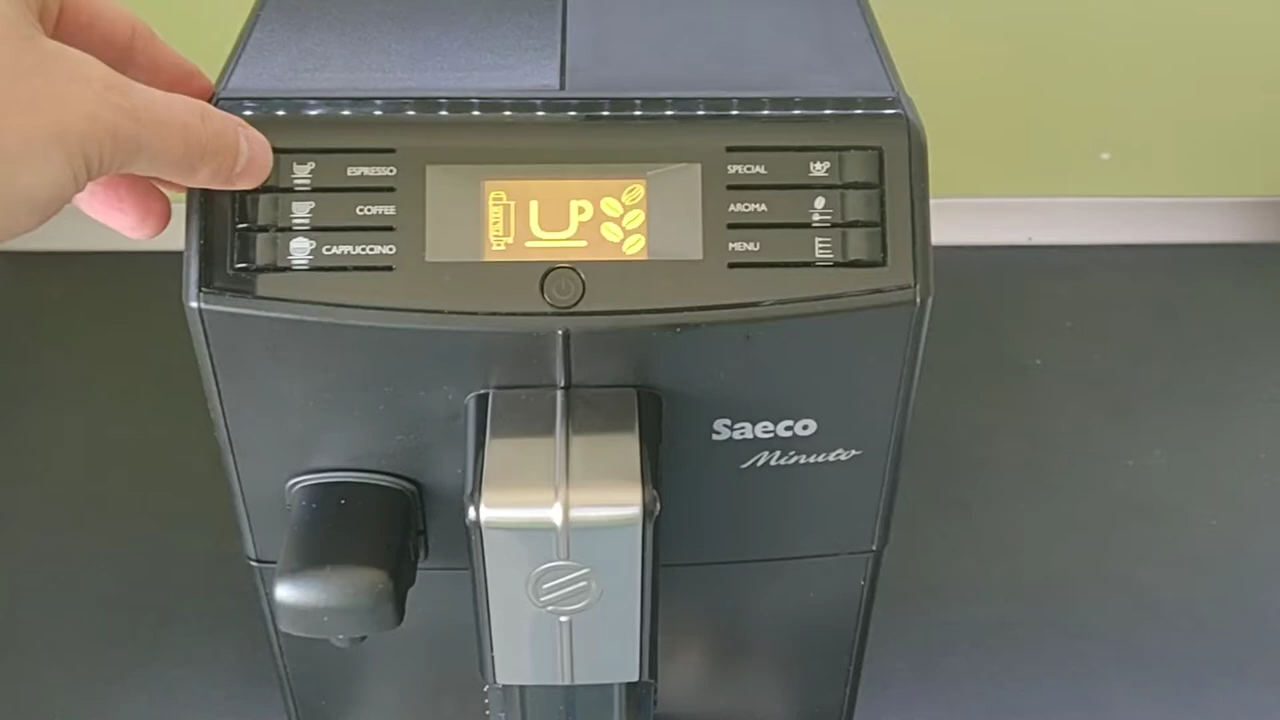 ESPRESSO
COFFEE
CAPPUCCINO
SPECIAL
AROMA
MENU
Saeco
Minuto